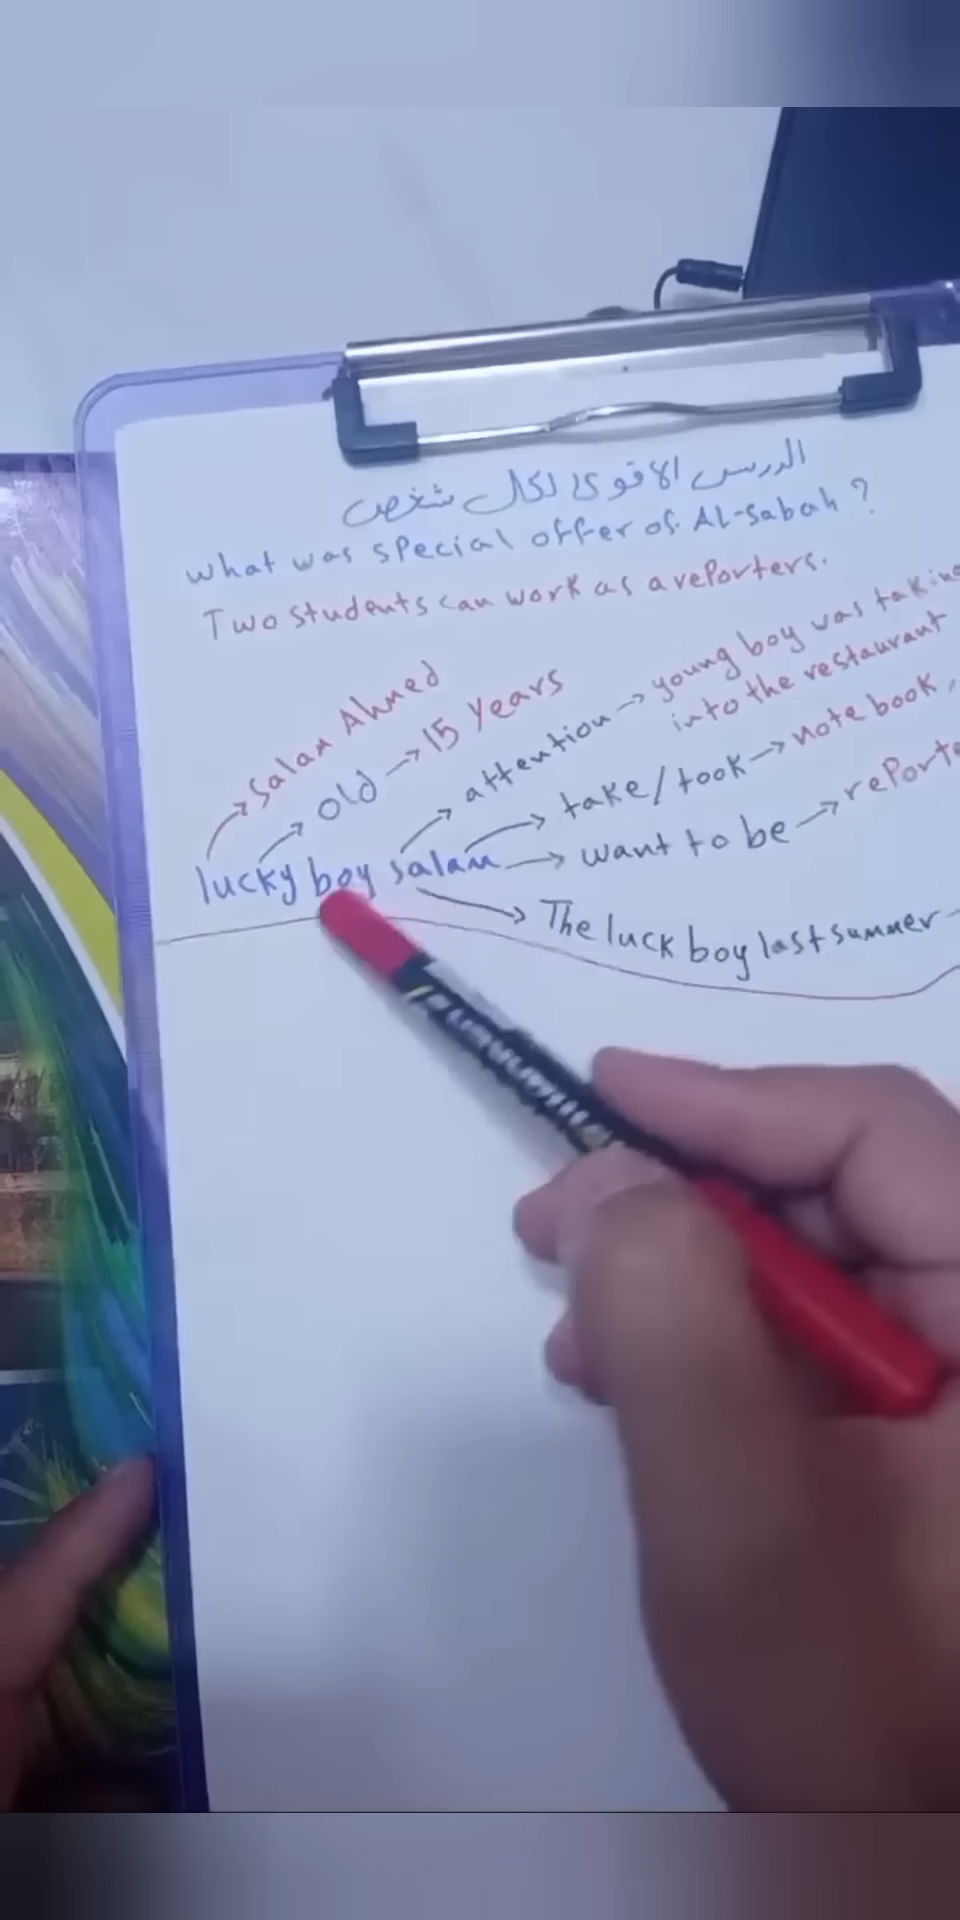 الدرس الاقوى لكل شخص
what was special offer of Al-Sabah ?
Two students can work as a reporters.
Salam Ahmed
old → 15 years
attention → young boy was taking
into the restaurant
take/took → note book,
want to be →
lucky boy salam
The luck boy last summer